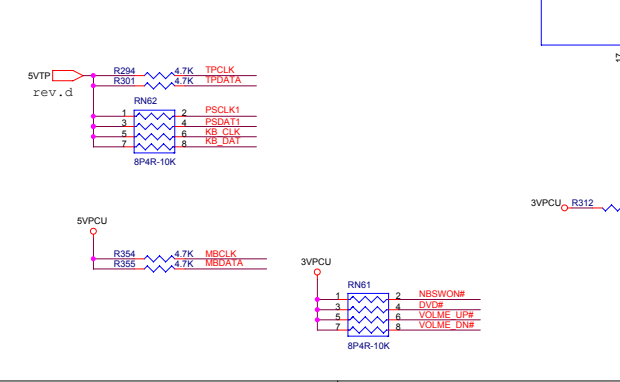 5VTP
rev.d
R294 4.7K TPCLK
R301 4.7K TPDATA
RN62
1 2 PSCLK1
3 4 PSDAT1
5 6 KB_CLK
7 8 KB_DAT
8P4R-10K
5VPCU
R354 4.7K MBCLK
R355 4.7K MBDATA
3VPCU R312
3VPCU
RN61
1 2 NBSWON#
3 4 DVD#
5 6 VOLME_UP#
7 8 VOLME_DN#
8P4R-10K